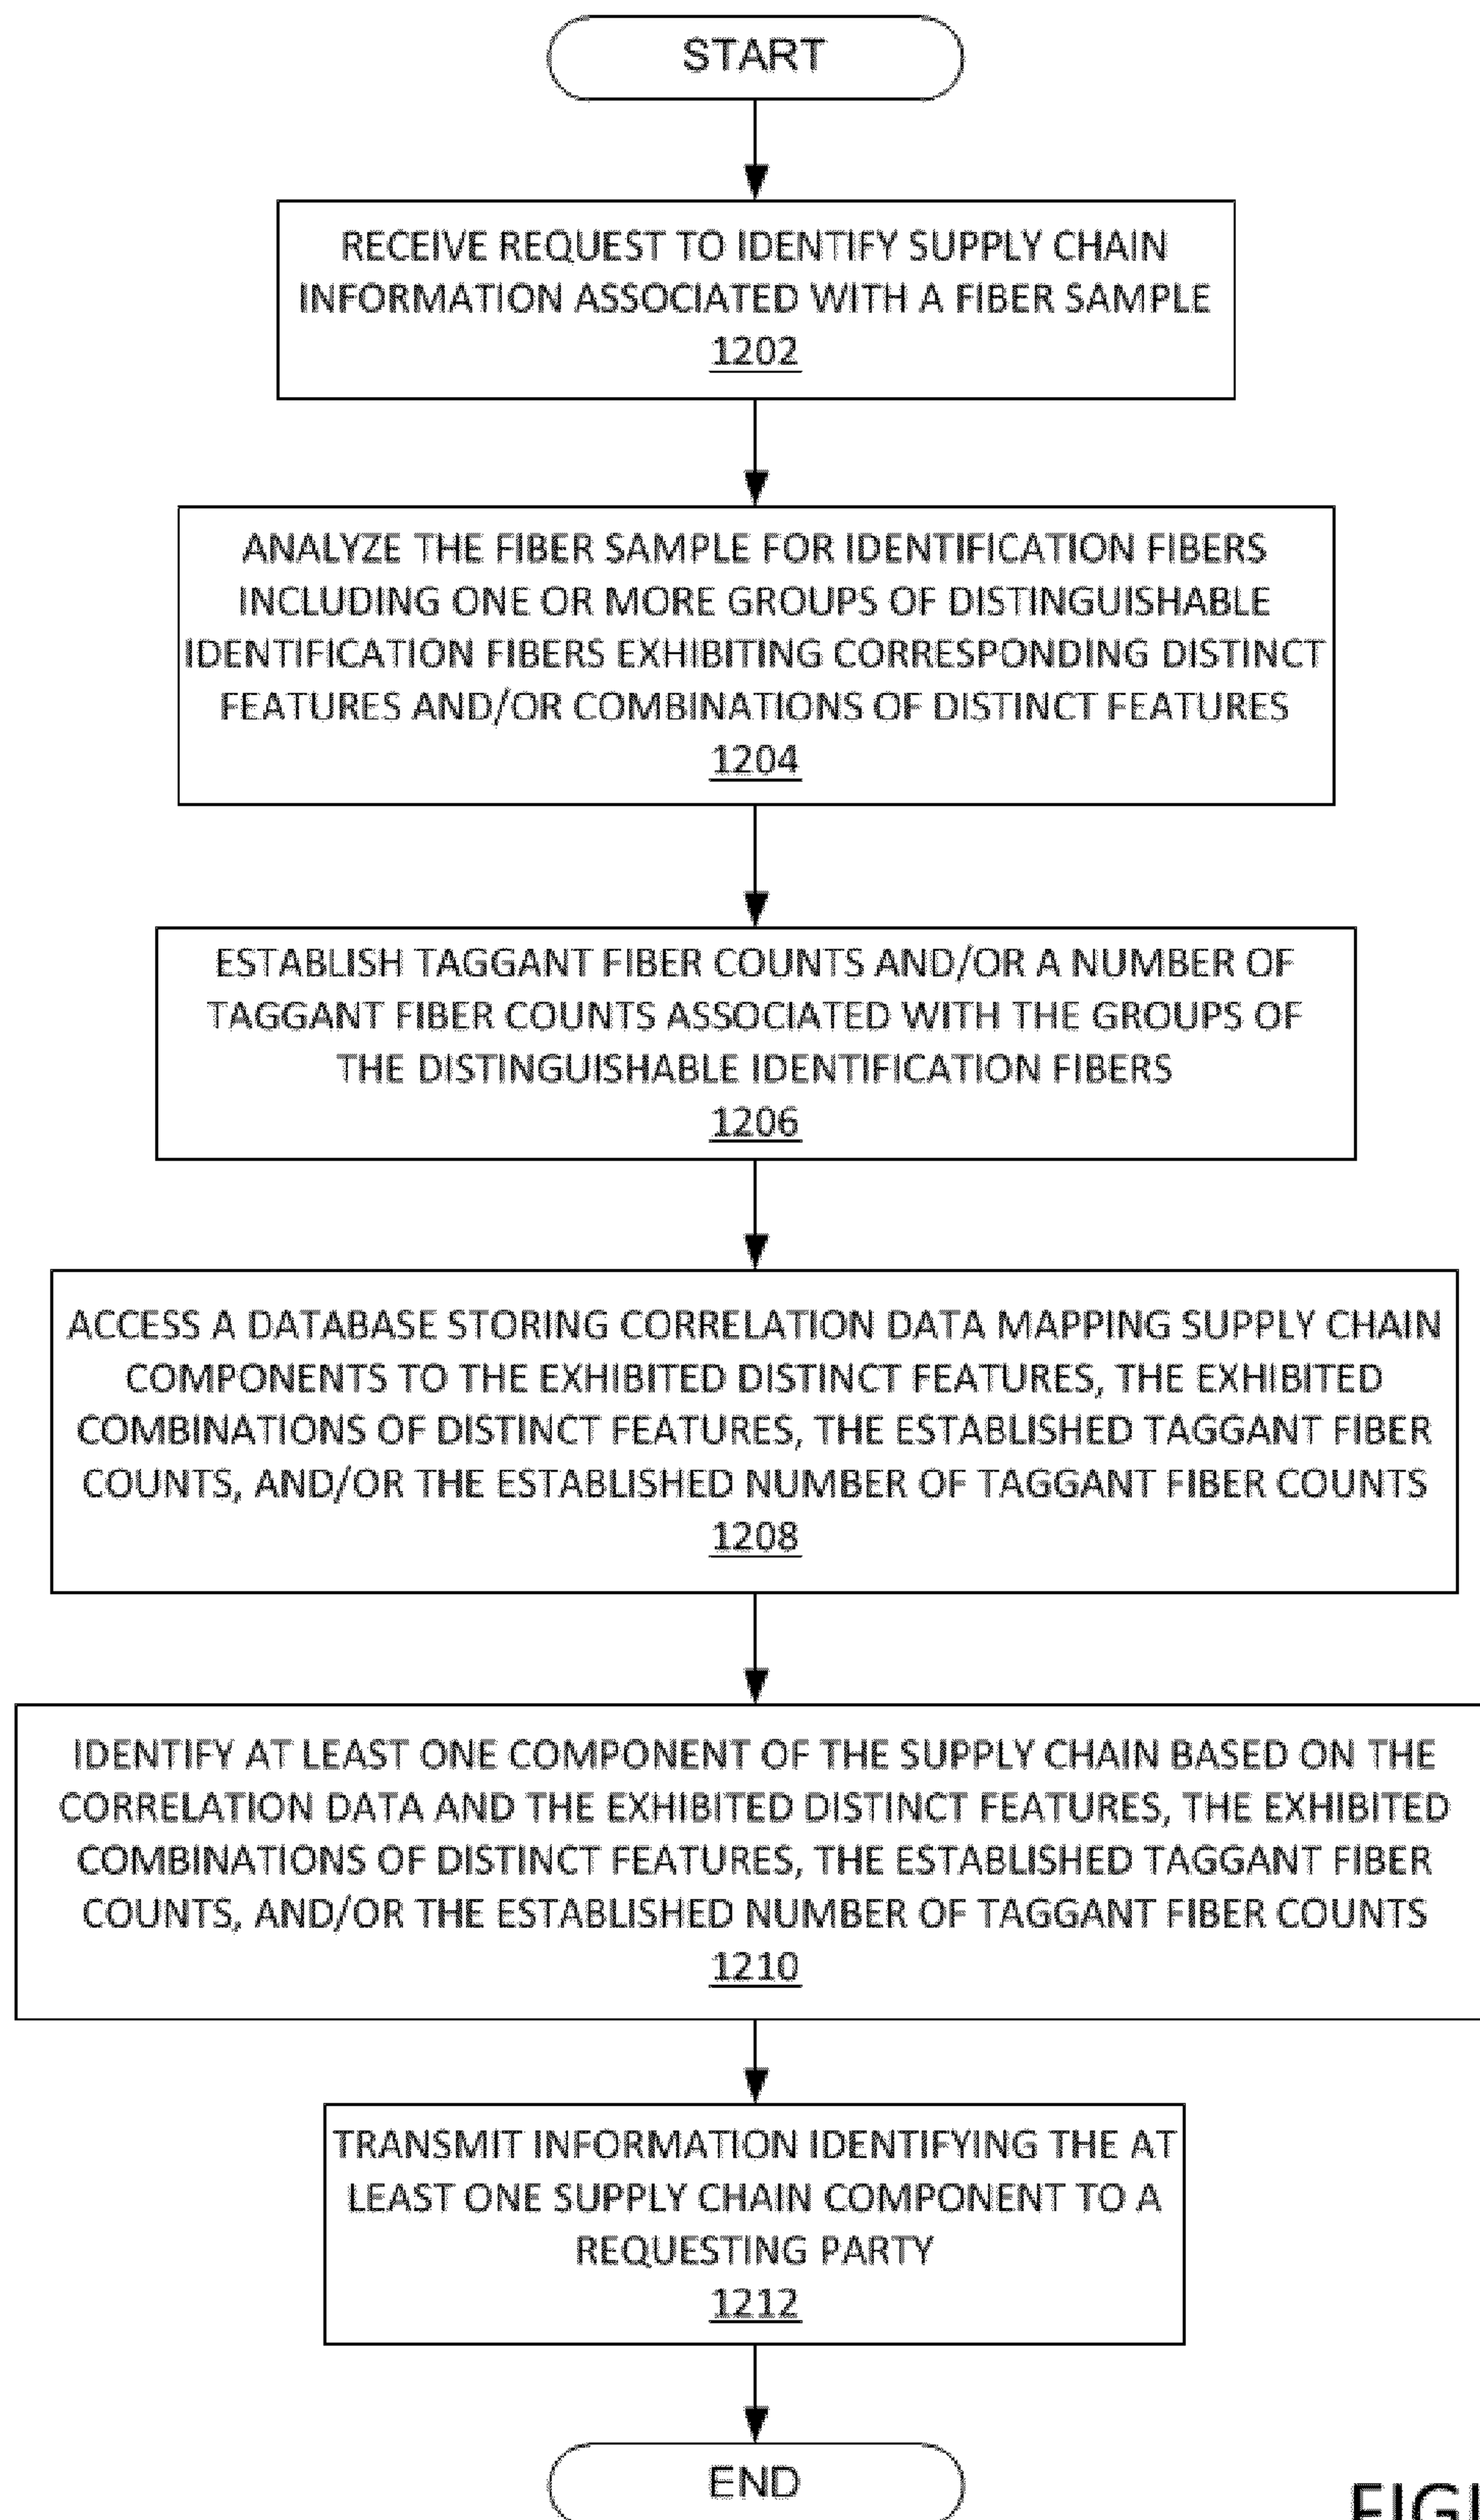 START
RECEIVE REQUEST TO IDENTIFY SUPPLY CHAIN
INFORMATION ASSOCIATED WITH A FIBER SAMPLE
1202
ANALYZE THE FIBER SAMPLE FOR IDENTIFICATION FIBERS
INCLUDING ONE OR MORE GROUPS OF DISTINGUISHABLE
IDENTIFICATION FIBERS EXHIBITING CORRESPONDING DISTINCT
FEATURES AND/OR COMBINATIONS OF DISTINCT FEATURES
1204
ESTABLISH TAGGANT FIBER COUNTS AND/OR A NUMBER OF
TAGGANT FIBER COUNTS ASSOCIATED WITH THE GROUPS OF
THE DISTINGUISHABLE IDENTIFICATION FIBERS
1206
ACCESS A DATABASE STORING CORRELATION DATA MAPPING SUPPLY CHAIN
COMPONENTS TO THE EXHIBITED DISTINCT FEATURES, THE EXHIBITED
COMBINATIONS OF DISTINCT FEATURES, THE ESTABLISHED TAGGANT FIBER
COUNTS, AND/OR THE ESTABLISHED NUMBER OF TAGGANT FIBER COUNTS
1208
IDENTIFY AT LEAST ONE COMPONENT OF THE SUPPLY CHAIN BASED ON THE
CORRELATION DATA AND THE EXHIBITED DISTINCT FEATURES, THE EXHIBITED
COMBINATIONS OF DISTINCT FEATURES, THE ESTABLISHED TAGGANT FIBER
COUNTS, AND/OR THE ESTABLISHED NUMBER OF TAGGANT FIBER COUNTS
1210
TRANSMIT INFORMATION IDENTIFYING THE AT
LEAST ONE SUPPLY CHAIN COMPONENT TO A
REQUESTING PARTY
1212
END